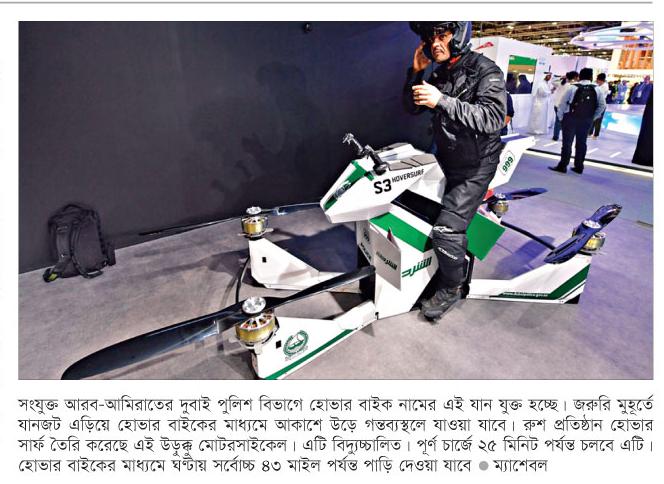 S3 HOVERSURF
999
الشرطة
সংযুক্ত আরব-আমিরাতের দুবাই পুলিশ বিভাগে হোভার বাইক নামের এই যান যুক্ত হচ্ছে। জরুরি মুহূর্তে
যানজট এড়িয়ে হোভার বাইকের মাধ্যমে আকাশে উড়ে গন্তব্যস্থলে যাওয়া যাবে। রুশ প্রতিষ্ঠান হোভার
সার্ফ তৈরি করেছে এই উড়ুক্কু মোটরসাইকেল। এটি বিদ্যুচ্চালিত। পূর্ণ চার্জে ২৫ মিনিট পর্যন্ত চলবে এটি।
হোভার বাইকের মাধ্যমে ঘণ্টায় সর্বোচ্চ ৪৩ মাইল পর্যন্ত পাড়ি দেওয়া যাবে ● ম্যাশেবল